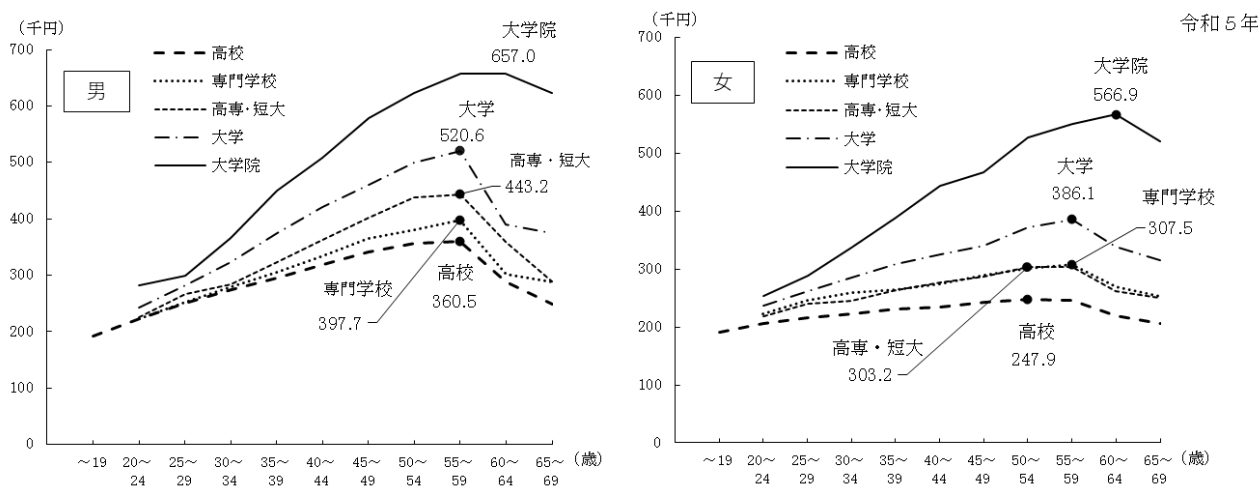 令和５年
（千円）
700
600
500
400
300
200
100
0
男
高校
専門学校
高専・短大
大学
大学院
大学院
657.0
大学
520.6
高専・短大
443.2
専門学校
397.7
高校
360.5
～19
20～
24
25～
29
30～
34
35～
39
40～
44
45～
49
50～
54
55～
59
60～
64
65～
69
（歳）
（千円）
700
600
500
400
300
200
100
0
女
高校
専門学校
高専・短大
大学
大学院
大学院
566.9
大学
386.1
専門学校
307.5
高専・短大
303.2
高校
247.9
～19
20～
24
25～
29
30～
34
35～
39
40～
44
45～
49
50～
54
55～
59
60～
64
65～
69
（歳）